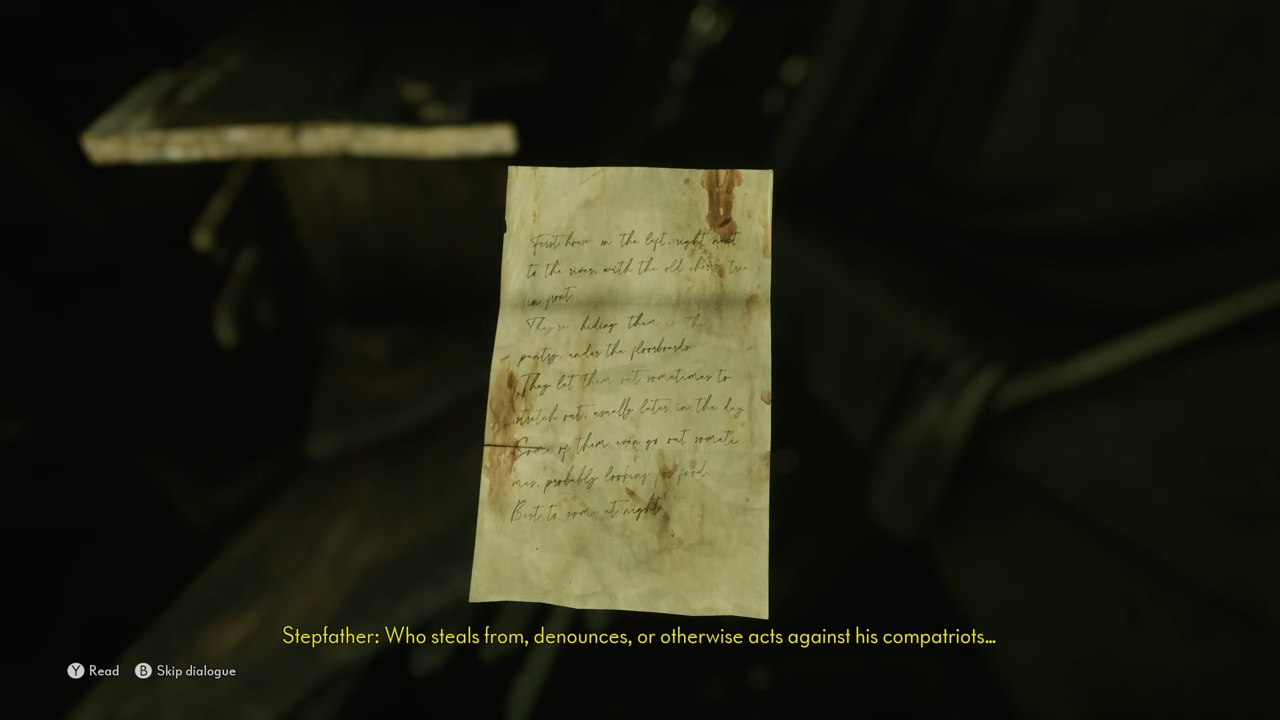 First house on the left, right next
to the river, with the old cherry tree
in front.
They're hiding them in the
pantry, under the floorboards.
They let them out sometimes to
stretch out, usually later in the day
Some of them even go out someti
mes, probably looking for food.
Best to come at night.
Stepfather: Who steals from, denounces, or otherwise acts against his compatriots...
Y Read B Skip dialogue